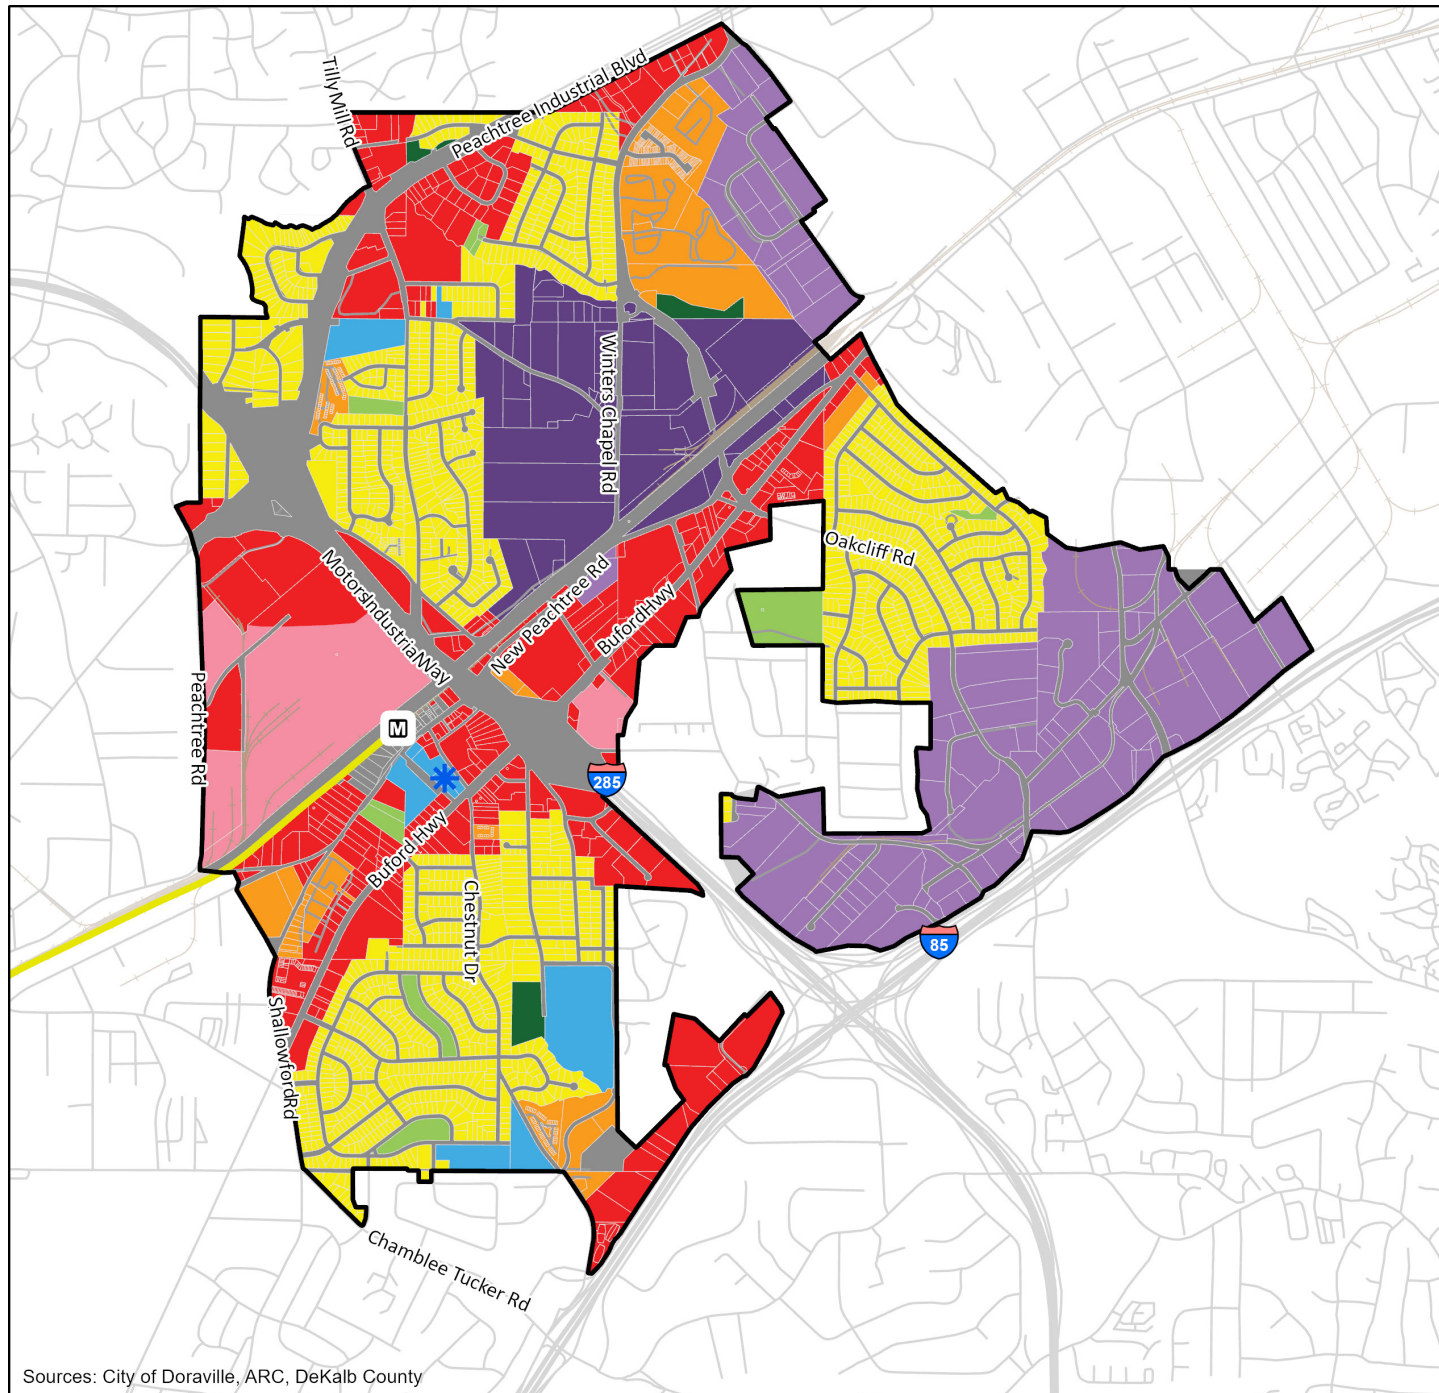 Tilly Mill Rd
Peachtree Industrial Blvd
Winters Chapel Rd
Oakcliff Rd
Motors Industrial Way
New Peachtree Rd
Buford Hwy
Peachtree Rd
M
285
Buford Hwy
Chestnut Dr
85
Shallowford Rd
Chamblee Tucker Rd
Sources: City of Doraville, ARC, DeKalb County